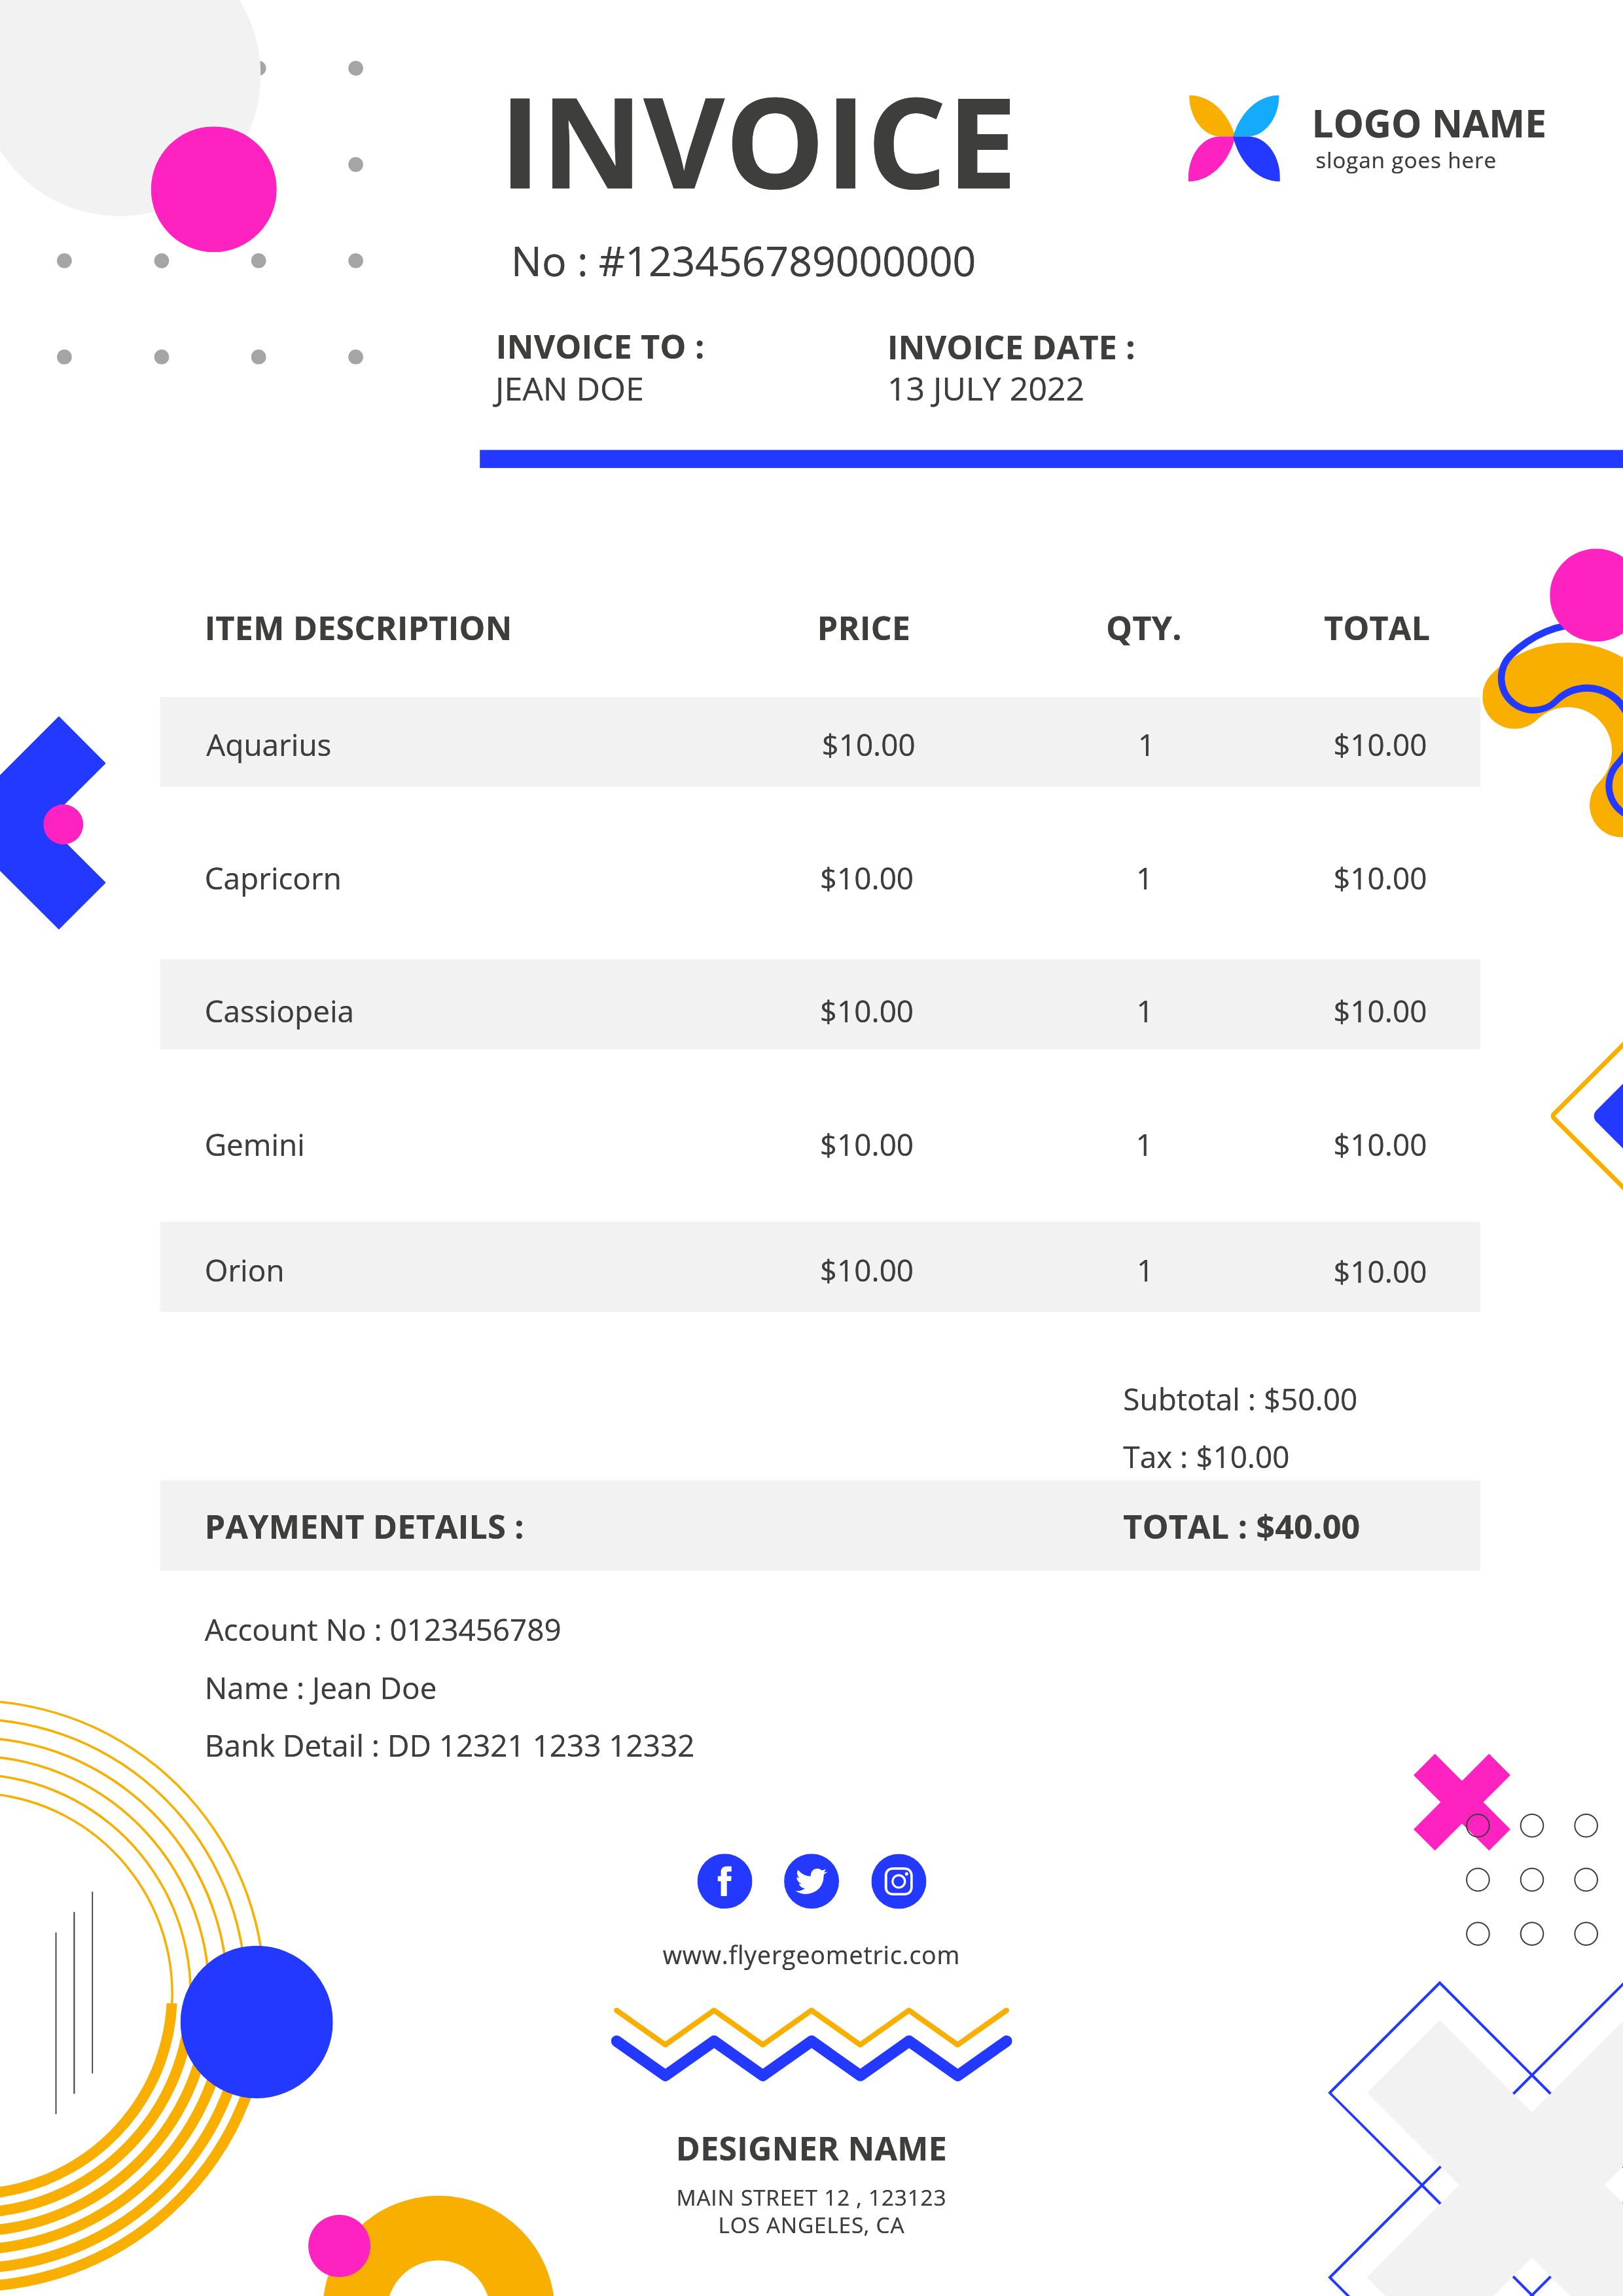 INVOICE
LOGO NAME
slogan goes here
No : #123456789000000
INVOICE TO :
JEAN DOE
INVOICE DATE :
13 JULY 2022
ITEM DESCRIPTION PRICE QTY. TOTAL
Aquarius $10.00 1 $10.00
Capricorn $10.00 1 $10.00
Cassiopeia $10.00 1 $10.00
Gemini $10.00 1 $10.00
Orion $10.00 1 $10.00
Subtotal : $50.00
Tax : $10.00
PAYMENT DETAILS : TOTAL : $40.00
Account No : 0123456789
Name : Jean Doe
Bank Detail : DD 12321 1233 12332
www.flyergeometric.com
DESIGNER NAME
MAIN STREET 12 , 123123
LOS ANGELES, CA